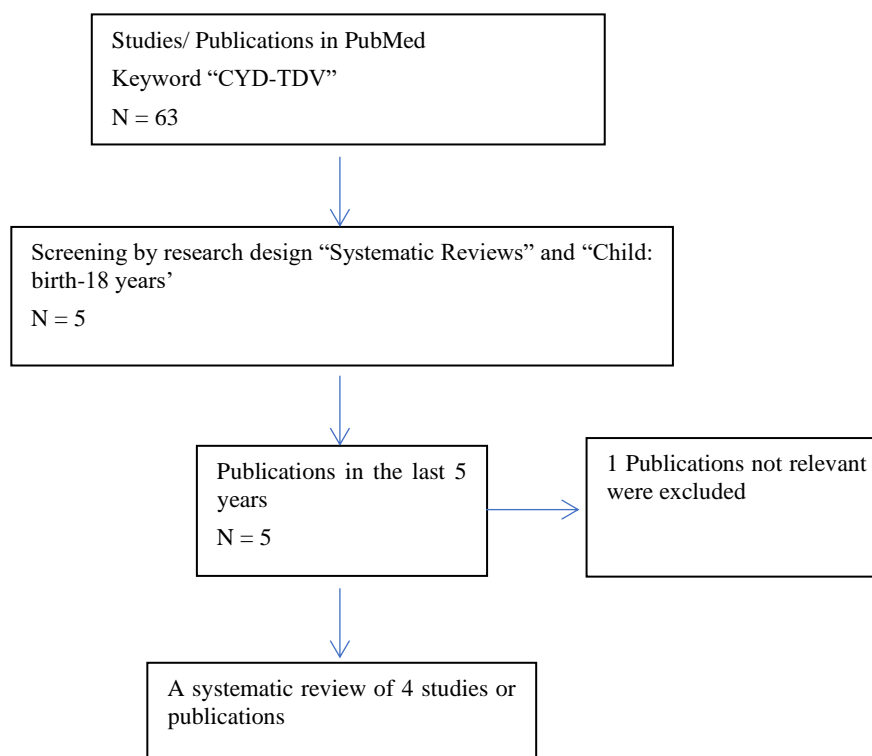 Studies/ Publications in PubMed
Keyword “CYD-TDV”
N = 63
Screening by research design “Systematic Reviews” and “Child:
birth-18 years’
N = 5
Publications in the last 5
years
N = 5
1 Publications not relevant
were excluded
A systematic review of 4 studies or
publications